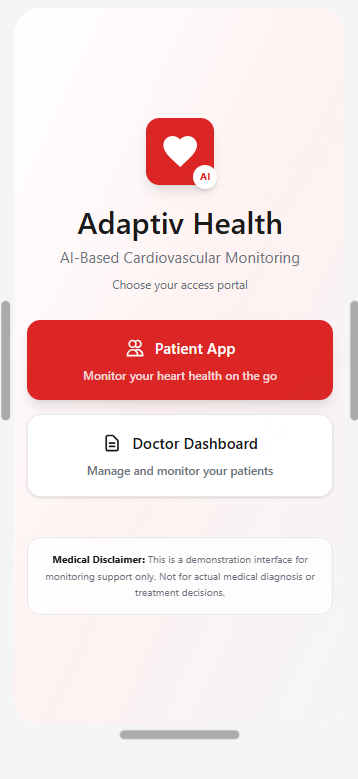 AI
Adaptiv Health
AI-Based Cardiovascular Monitoring
Choose your access portal
Patient App
Monitor your heart health on the go
Doctor Dashboard
Manage and monitor your patients
Medical Disclaimer: This is a demonstration interface for
monitoring support only. Not for actual medical diagnosis or
treatment decisions.